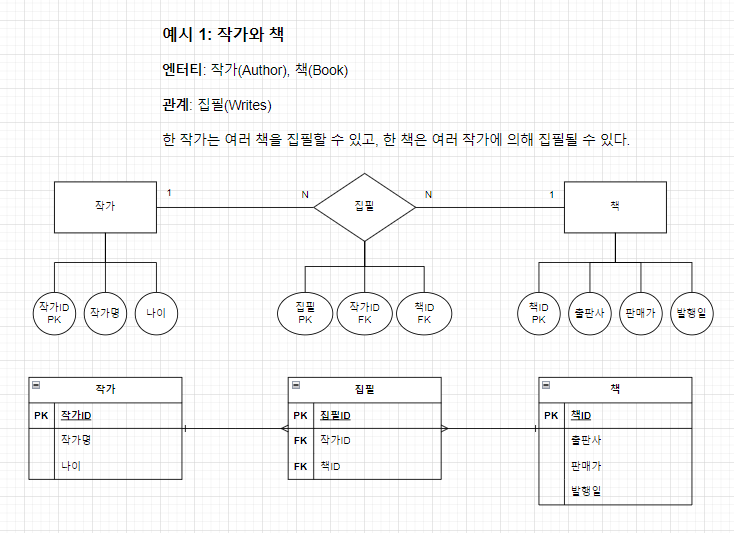 예시 1: 작가와 책
엔터티: 작가(Author), 책(Book)
관계: 집필(Writes)
한 작가는 여러 책을 집필할 수 있고, 한 책은 여러 작가에 의해 집필될 수 있다.
작가
1
N
집필
N
1
책
작가ID
PK
작가명
나이
집필
PK
작가ID
FK
책ID
FK
책ID
PK
출판사
판매가
발행일
작가
PK 작가ID
작가명
나이
집필
PK 집필ID
FK 작가ID
FK 책ID
책
PK 책ID
출판사
판매가
발행일